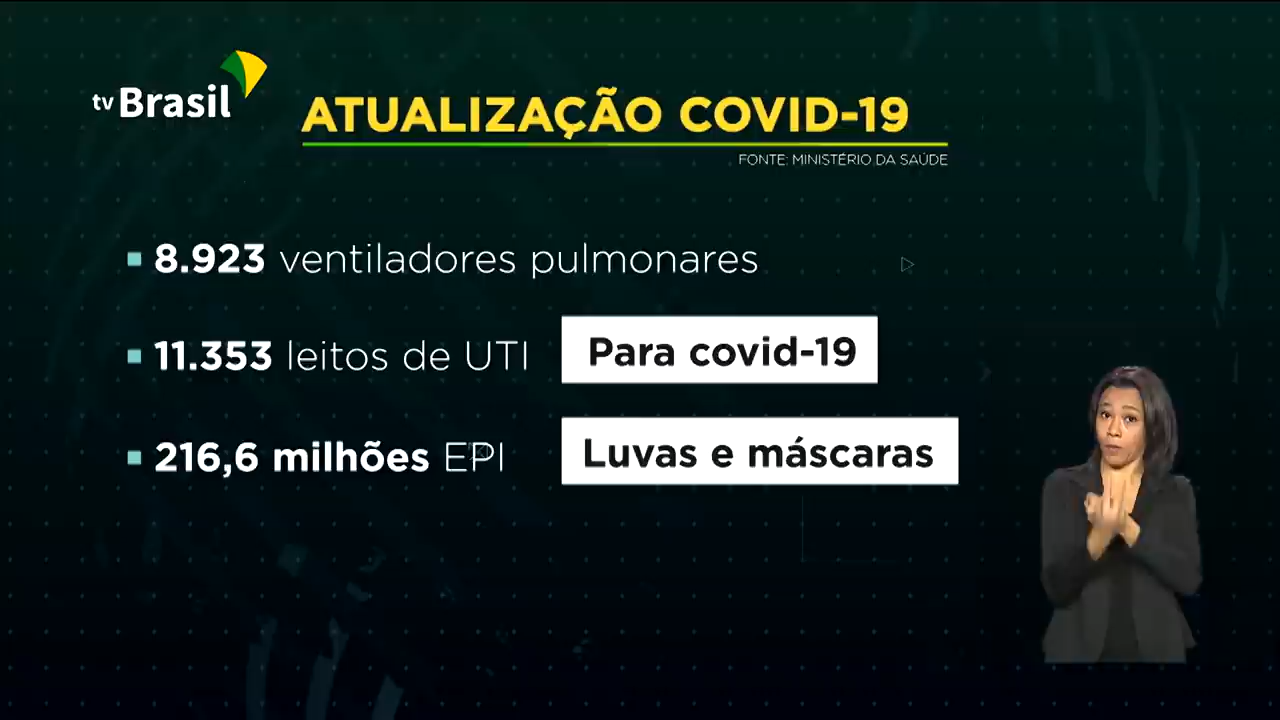 tv Brasil
ATUALIZAÇÃO COVID-19
FONTE: MINISTÉRIO DA SAÚDE
8.923 ventiladores pulmonares
11.353 leitos de UTI Para covid-19
216,6 milhões EPI Luvas e máscaras